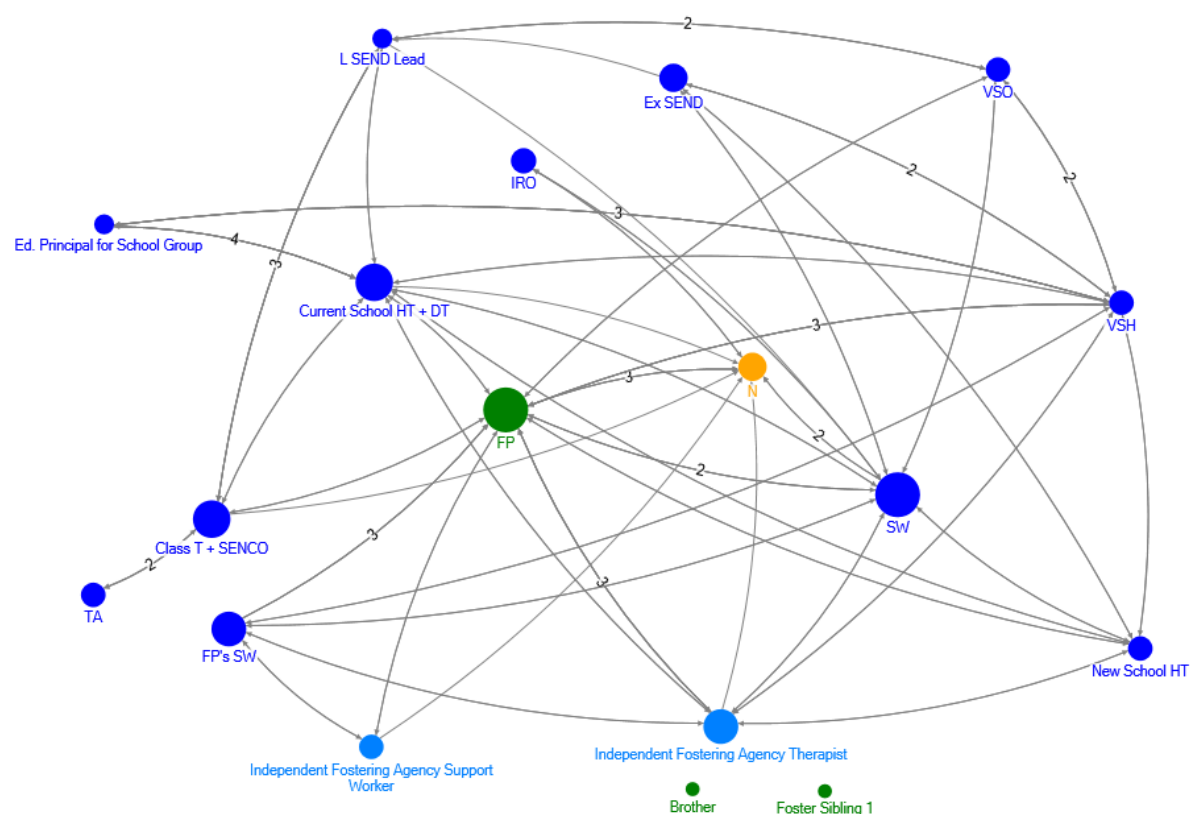 2
L SEND Lead
Ex SEND
VSO
IRO
2
2
3
Ed. Principal for School Group
4
3
Current School HT + DT
VSH
3
3
N
FP
2
2
SW
Class T + SENCO
3
2
TA
3
FP's SW
New School HT
Independent Fostering Agency Therapist
Independent Fostering Agency Support
Worker
Brother
Foster Sibling 1